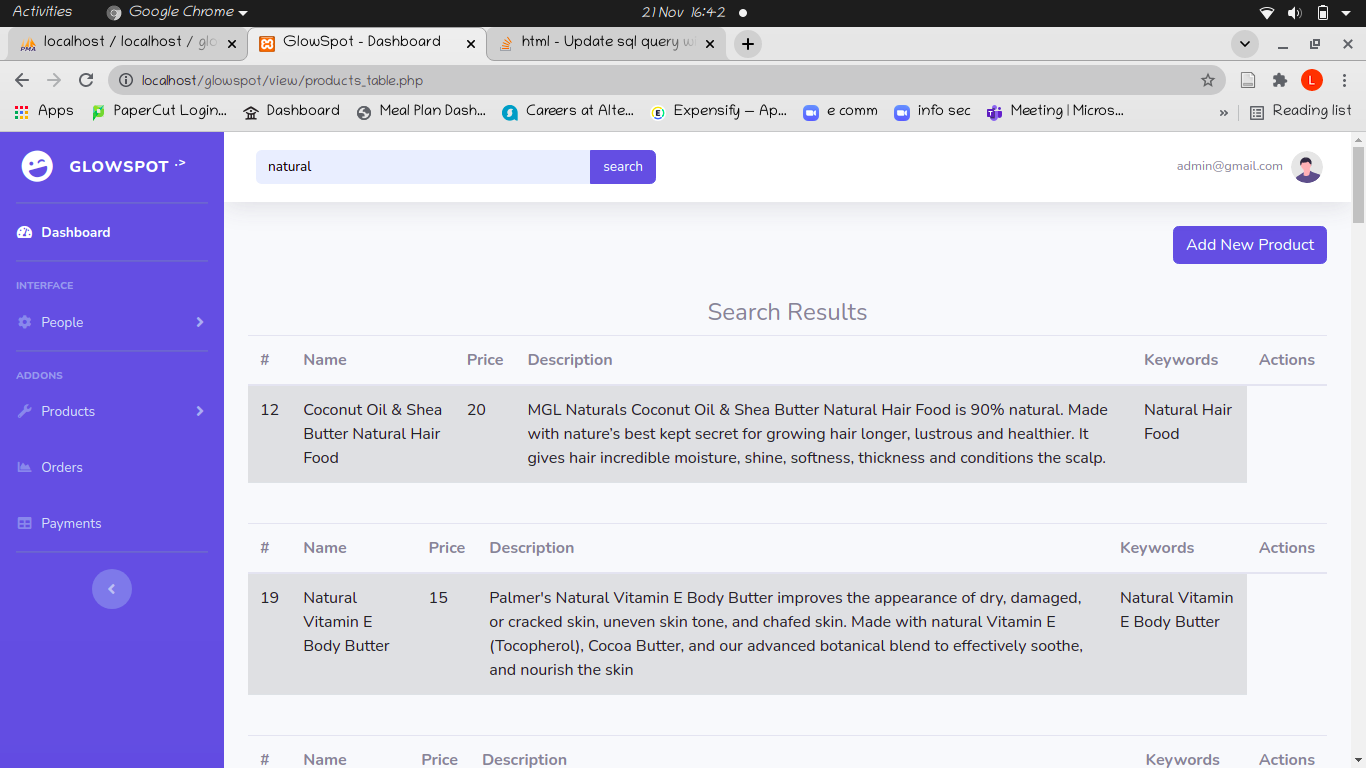 Activities Google Chrome 21 Nov 16:42
localhost / localhost / glo GlowSpot - Dashboard html - Update sql query w
localhost/glowspot/view/products_table.php L
Apps PaperCut Login... Dashboard Meal Plan Dash... Careers at Alte... Expensify – Ap... e comm info sec Meeting | Micros... » Reading list
GLOWSPOT .>
natural search admin@gmail.com
Dashboard
Add New Product
INTERFACE
People
Search Results
ADDONS
Products
Orders
Payments
# Name Price Description Keywords Actions
12 Coconut Oil & Shea 20 MGL Naturals Coconut Oil & Shea Butter Natural Hair Food is 90% natural. Made Natural Hair
Butter Natural Hair with nature’s best kept secret for growing hair longer, lustrous and healthier. It Food
Food gives hair incredible moisture, shine, softness, thickness and conditions the scalp.
# Name Price Description Keywords Actions
19 Natural 15 Palmer's Natural Vitamin E Body Butter improves the appearance of dry, damaged, Natural Vitamin
Vitamin E or cracked skin, uneven skin tone, and chafed skin. Made with natural Vitamin E E Body Butter
Body Butter (Tocopherol), Cocoa Butter, and our advanced botanical blend to effectively soothe,
and nourish the skin
# Name Price Description Keywords Actions